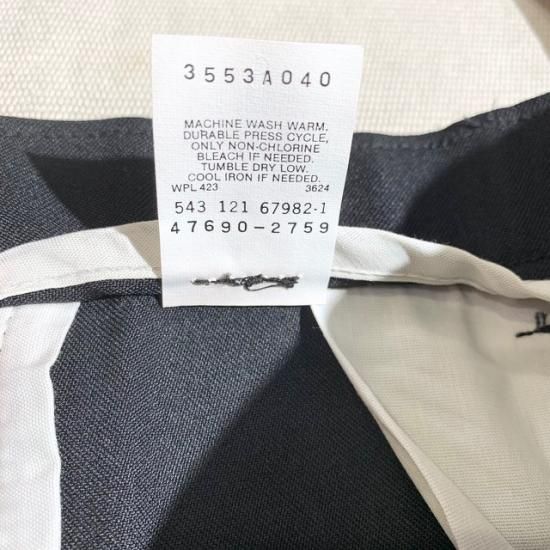 3553A040
MACHINE WASH WARM.
DURABLE PRESS CYCLE,
ONLY NON-CHLORINE
BLEACH IF NEEDED.
TUMBLE DRY LOW.
COOL IRON IF NEEDED.
WPL 423 3624
543 121 67982-1
47690-2759